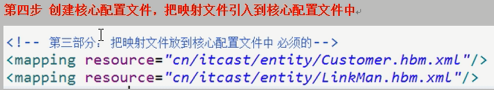 第四步 创建核心配置文件，把映射文件引入到核心配置文件中
<!-- 第三部分： 把映射文件放到核心配置文件中 必须的-->
<mapping resource="cn/itcast/entity/Customer.hbm.xml"/>
<mapping resource="cn/itcast/entity/LinkMan.hbm.xml"/>